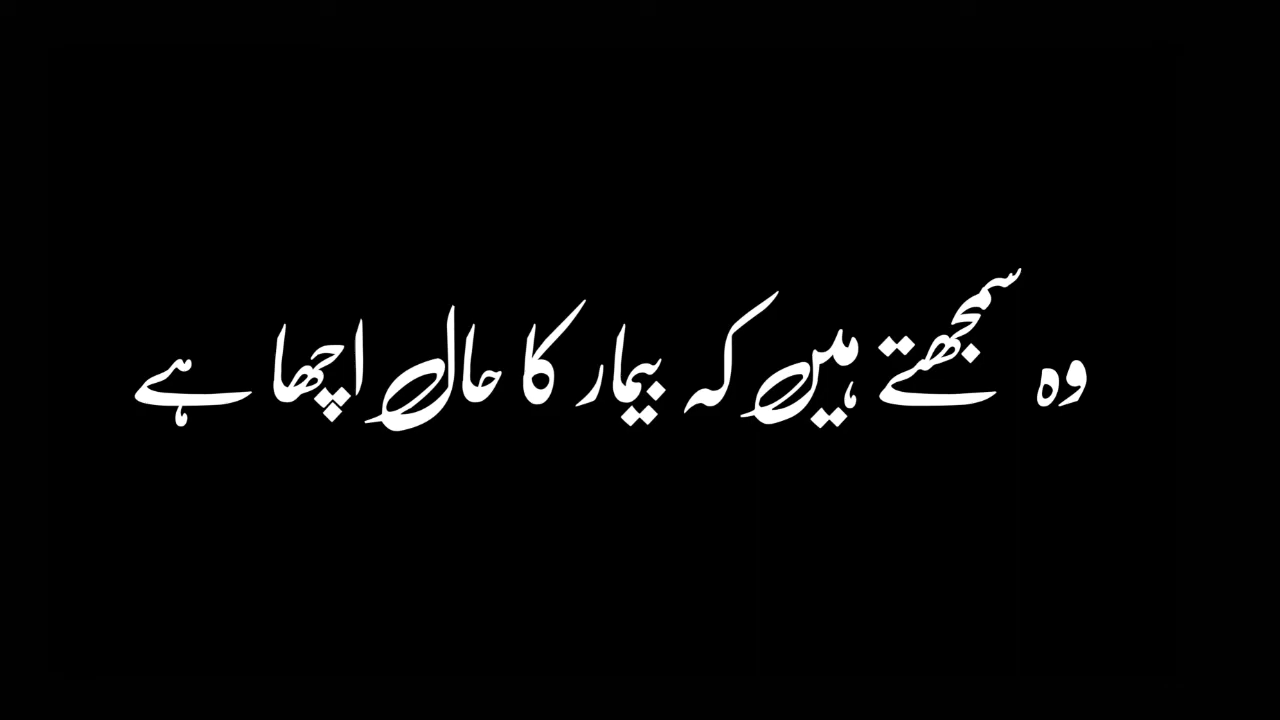 وہ سمجھتے ہیں کہ بیمار کا حال اچھا ہے